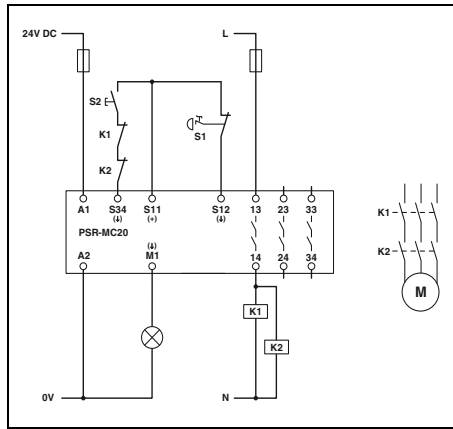 24V DC
L
S2
K1
S1
K2
A1
S34
(↓)
S11
(+)
S12
(↓)
13
23
33
PSR-MC20
A2
(↓)
M1
14
24
34
K1
K2
0V
N
K1
K2
M